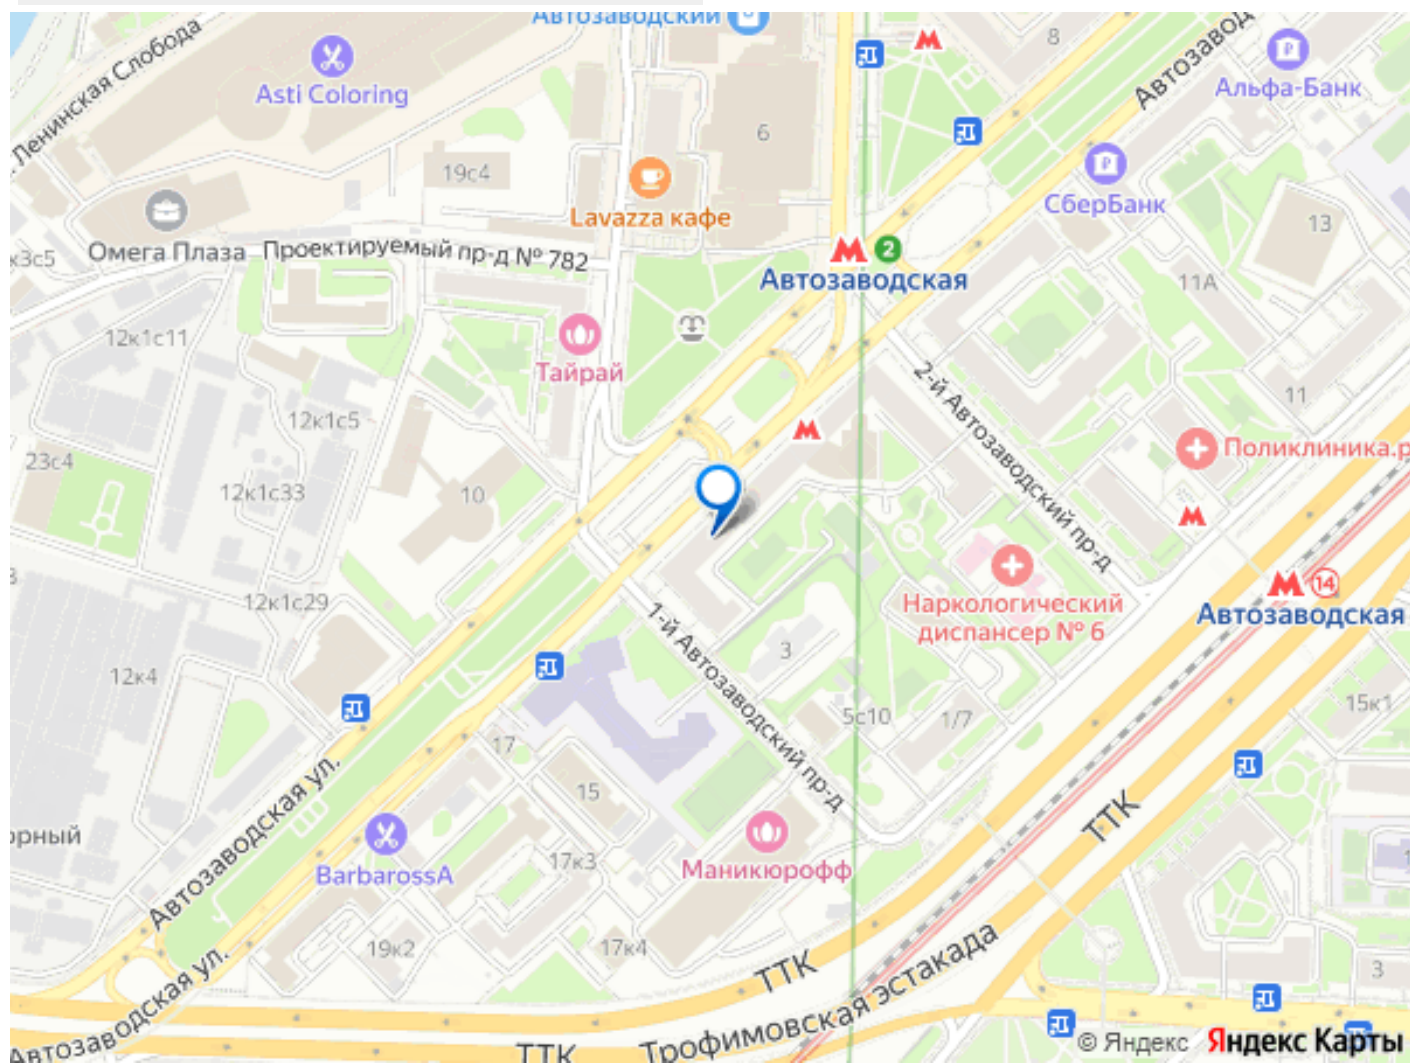 Автозаводский
8
Автозавод
Ленинская Слобода
Asti Coloring
Альфа-Банк
6
19с4
СберБанк
13
Lavazza кафе
Омега Плаза
Проектируемый пр-д № 782
к3с5
2
Автозаводская
11А
12к1с11
Тайрай
2-й Автозаводский пр-д
11
12к1с5
Поликлиника.р
23с4
12к1с33
10
14
Автозаводская
Наркологический
диспансер № 6
12к1с29
1-й Автозаводский пр-д
3
12к4
5с10
1/7
15к1
17
15
ТТК
Автозаводская ул.
орный
BarbarossA
17к3
Маникюрофф
19к2
17к4
ТТК
Трофимовская эстакада
3
Автозаводская ул.
ТТК
© Яндекс Яндекс Карты